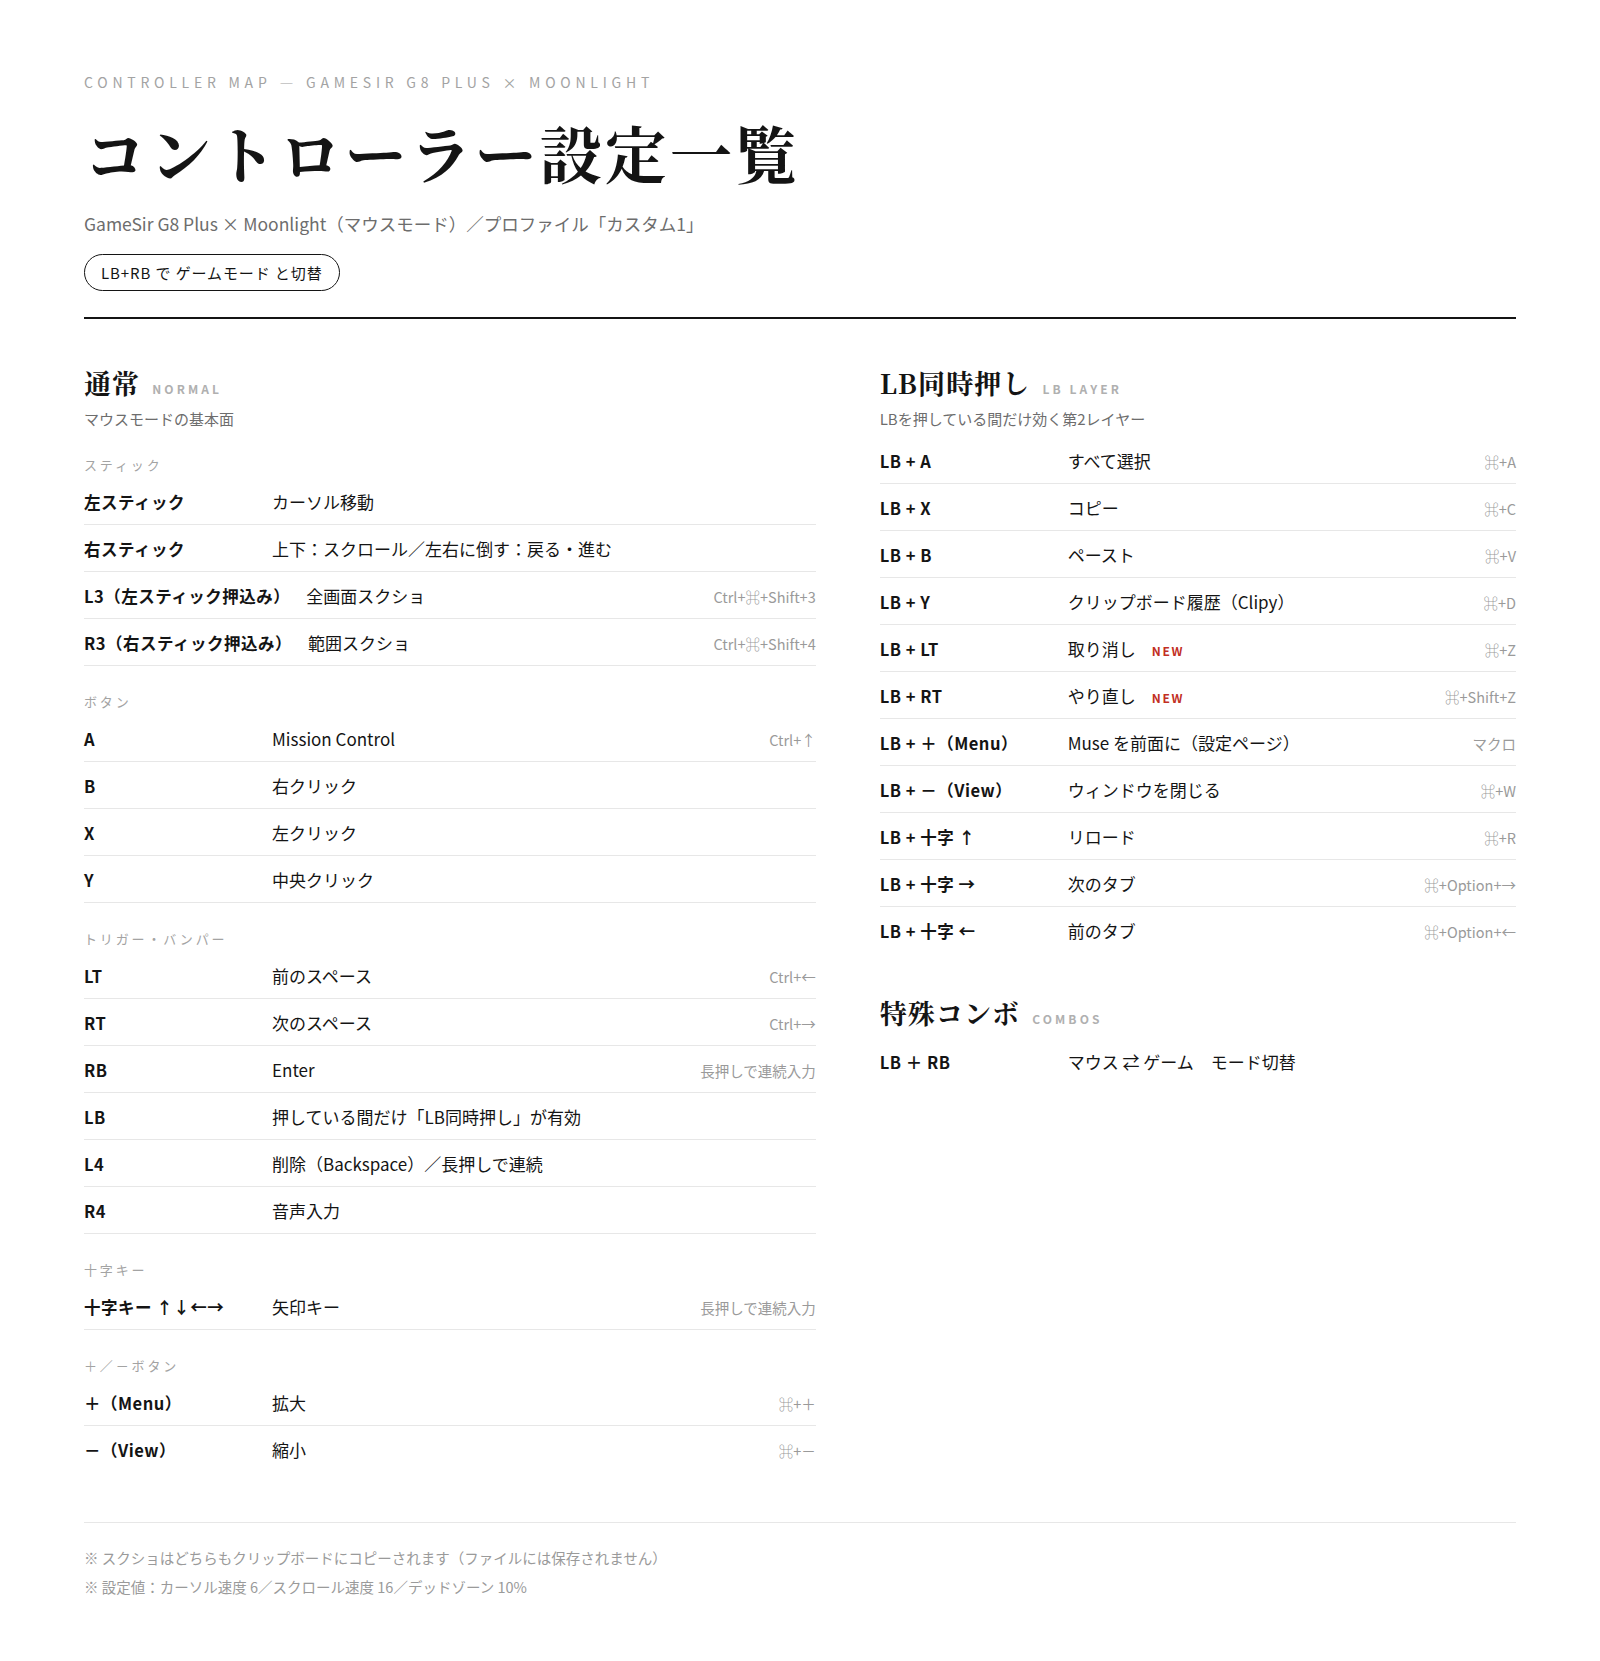 CONTROLLER MAP — GAMESIR G8 PLUS × MOONLIGHT
コントローラー設定一覧
GameSir G8 Plus × Moonlight（マウスモード）／プロファイル「カスタム1」
LB+RB で ゲームモード と切替
通常 NORMAL
マウスモードの基本面
スティック
左スティック カーソル移動
右スティック 上下：スクロール／左右に倒す：戻る・進む
L3（左スティック押込み） 全画面スクショ Ctrl+⌘+Shift+3
R3（右スティック押込み） 範囲スクショ Ctrl+⌘+Shift+4
ボタン
A Mission Control Ctrl+↑
B 右クリック
X 左クリック
Y 中央クリック
トリガー・バンパー
LT 前のスペース Ctrl+←
RT 次のスペース Ctrl+→
RB Enter 長押しで連続入力
LB 押している間だけ「LB同時押し」が有効
L4 削除（Backspace）／長押しで連続
R4 音声入力
十字キー
十字キー ↑↓←→ 矢印キー 長押しで連続入力
＋／−ボタン
＋（Menu） 拡大 ⌘+＋
−（View） 縮小 ⌘+−
LB同時押し LB LAYER
LBを押している間だけ効く第2レイヤー
LB + A すべて選択 ⌘+A
LB + X コピー ⌘+C
LB + B ペースト ⌘+V
LB + Y クリップボード履歴（Clipy） ⌘+D
LB + LT 取り消し NEW ⌘+Z
LB + RT やり直し NEW ⌘+Shift+Z
LB + ＋（Menu） Muse を前面に（設定ページ） マクロ
LB + −（View） ウィンドウを閉じる ⌘+W
LB + 十字 ↑ リロード ⌘+R
LB + 十字 → 次のタブ ⌘+Option+→
LB + 十字 ← 前のタブ ⌘+Option+←
特殊コンボ COMBOS
LB ＋ RB マウス ⇄ ゲーム モード切替
※ スクショはどちらもクリップボードにコピーされます（ファイルには保存されません）
※ 設定値：カーソル速度 6／スクロール速度 16／デッドゾーン 10%